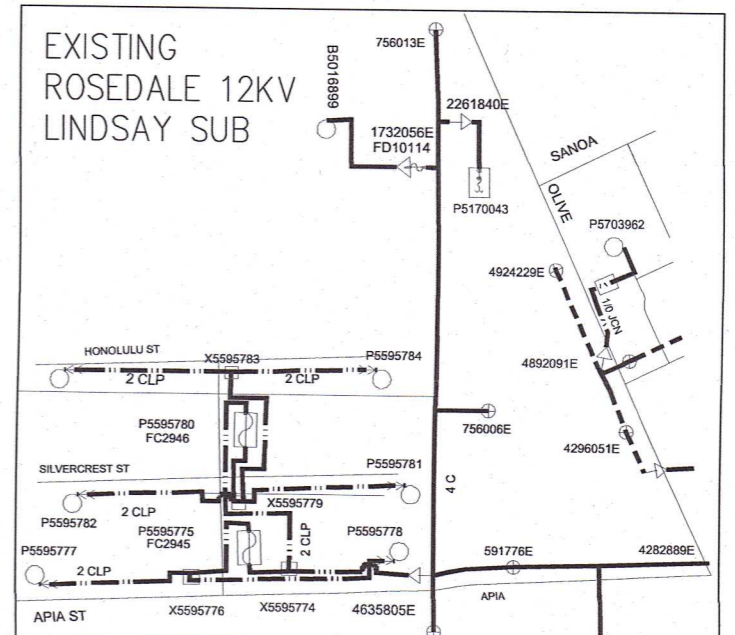 EXISTING
ROSEDALE 12KV
LINDSAY SUB
B5016899
756013E
2261840E
1732056E
FD10114
P5170043
SANOA
OLIVE
P5703962
4924229E
1/0 JCN
4892091E
HONOLULU ST
X5595783
P5595784
2 CLP
2 CLP
P5595780
FC2946
756006E
4296051E
SILVERCREST ST
P5595781
2 CLP
X5595779
4 C
P5595782
P5595775
FC2945
2 CLP
P5595778
P5595777
2 CLP
591776E
4282889E
APIA
APIA ST
X5595776
X5595774
4635805E